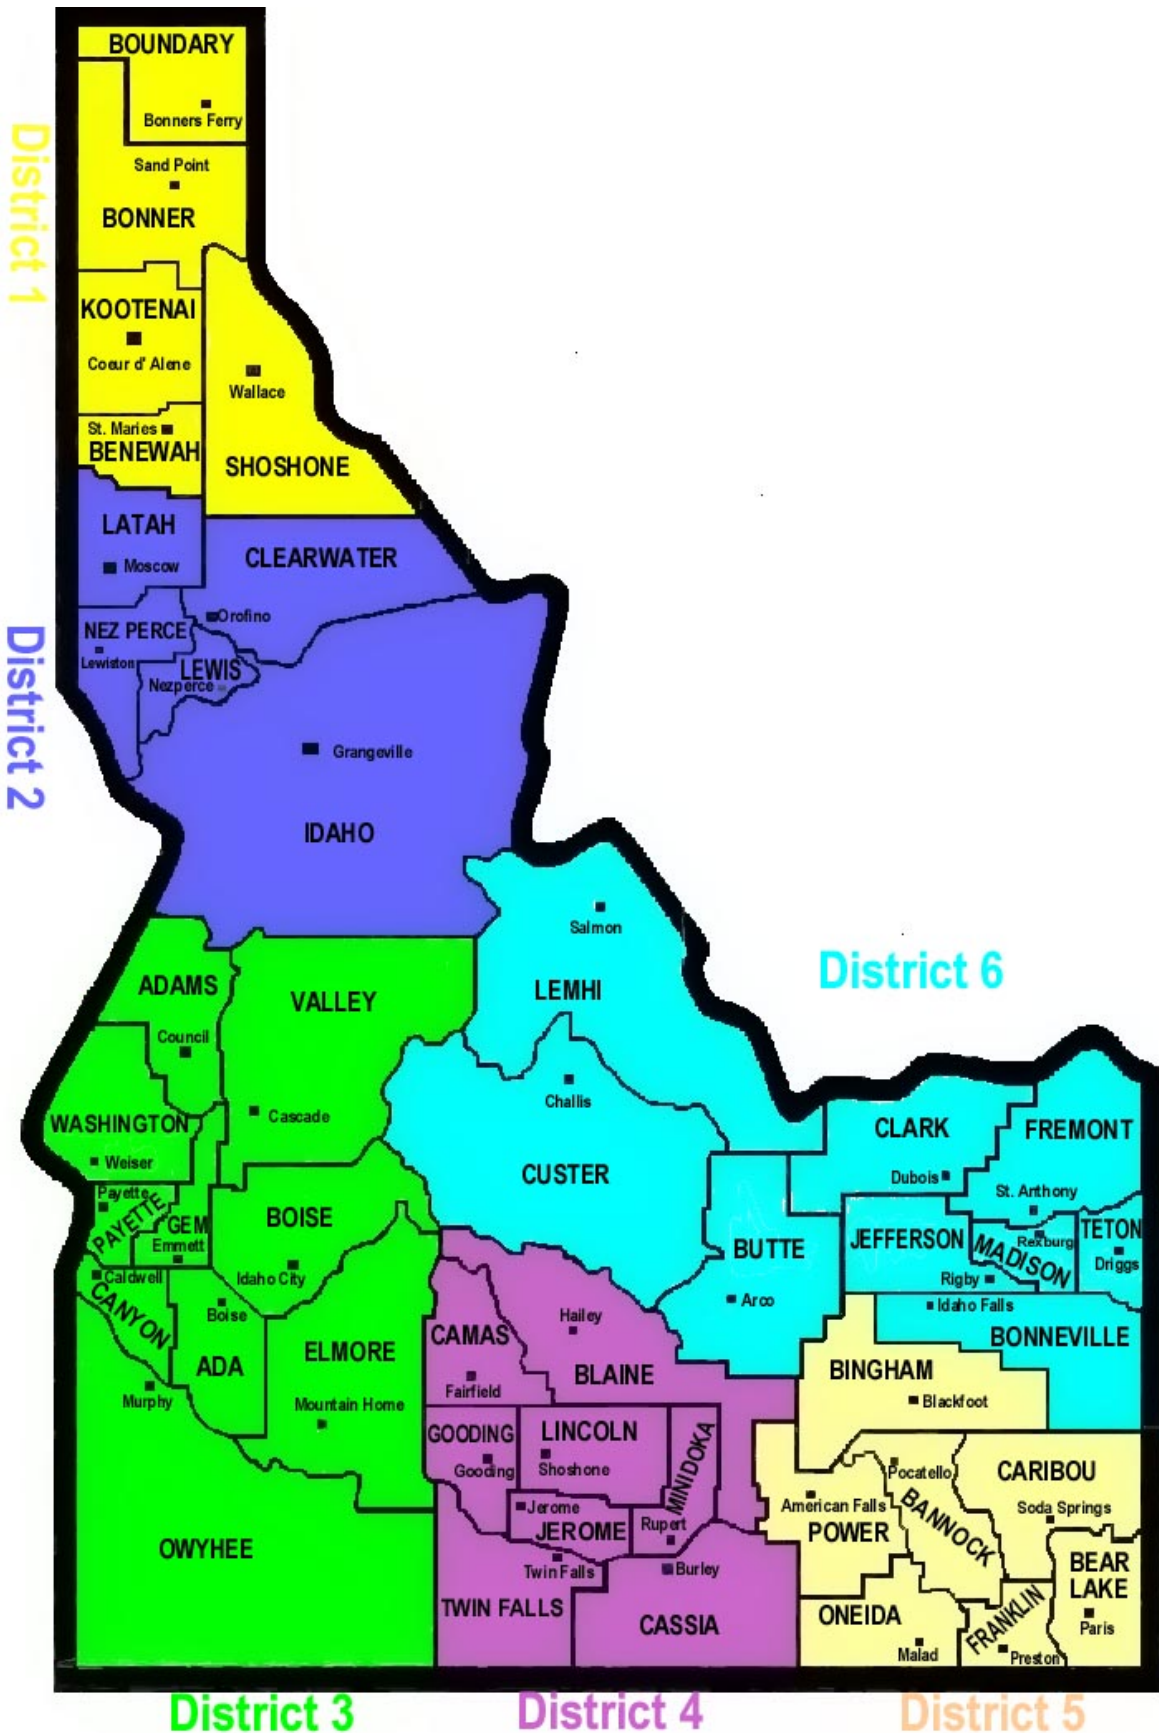 BOUNDARY
Bonners Ferry
District 1
Sand Point
BONNER
KOOTENAI
Coeur d' Alene
Wallace
St. Maries
BENEWAH
SHOSHONE
LATAH
Moscow
CLEARWATER
Orofino
NEZ PERCE
Lewiston
LEWIS
Nezperce
District 2
Grangeville
IDAHO
Salmon
LEMHI
District 6
ADAMS
VALLEY
Council
Challis
Cascade
WASHINGTON
Weiser
CUSTER
CLARK
Dubois
FREMONT
St. Anthony
Payette
PAYETTE
GEM
Emmett
BOISE
Idaho City
BUTTE
Arco
JEFFERSON
Rigby
MADISON
Rexburg
TETON
Driggs
Caldwell
CANYON
Boise
ADA
ELMORE
Mountain Home
Murphy
Hailey
CAMAS
Fairfield
BLAINE
Idaho Falls
BONNEVILLE
BINGHAM
Blackfoot
GOODING
Gooding
LINCOLN
Shoshone
MINIDOKA
Rupert
Jerome
JEROME
Pocatello
BANNOCK
CARIBOU
Soda Springs
American Falls
POWER
OWYHEE
Twin Falls
TWIN FALLS
Burley
CASSIA
ONEIDA
Malad
FRANKLIN
Preston
BEAR
LAKE
Paris
District 3
District 4
District 5